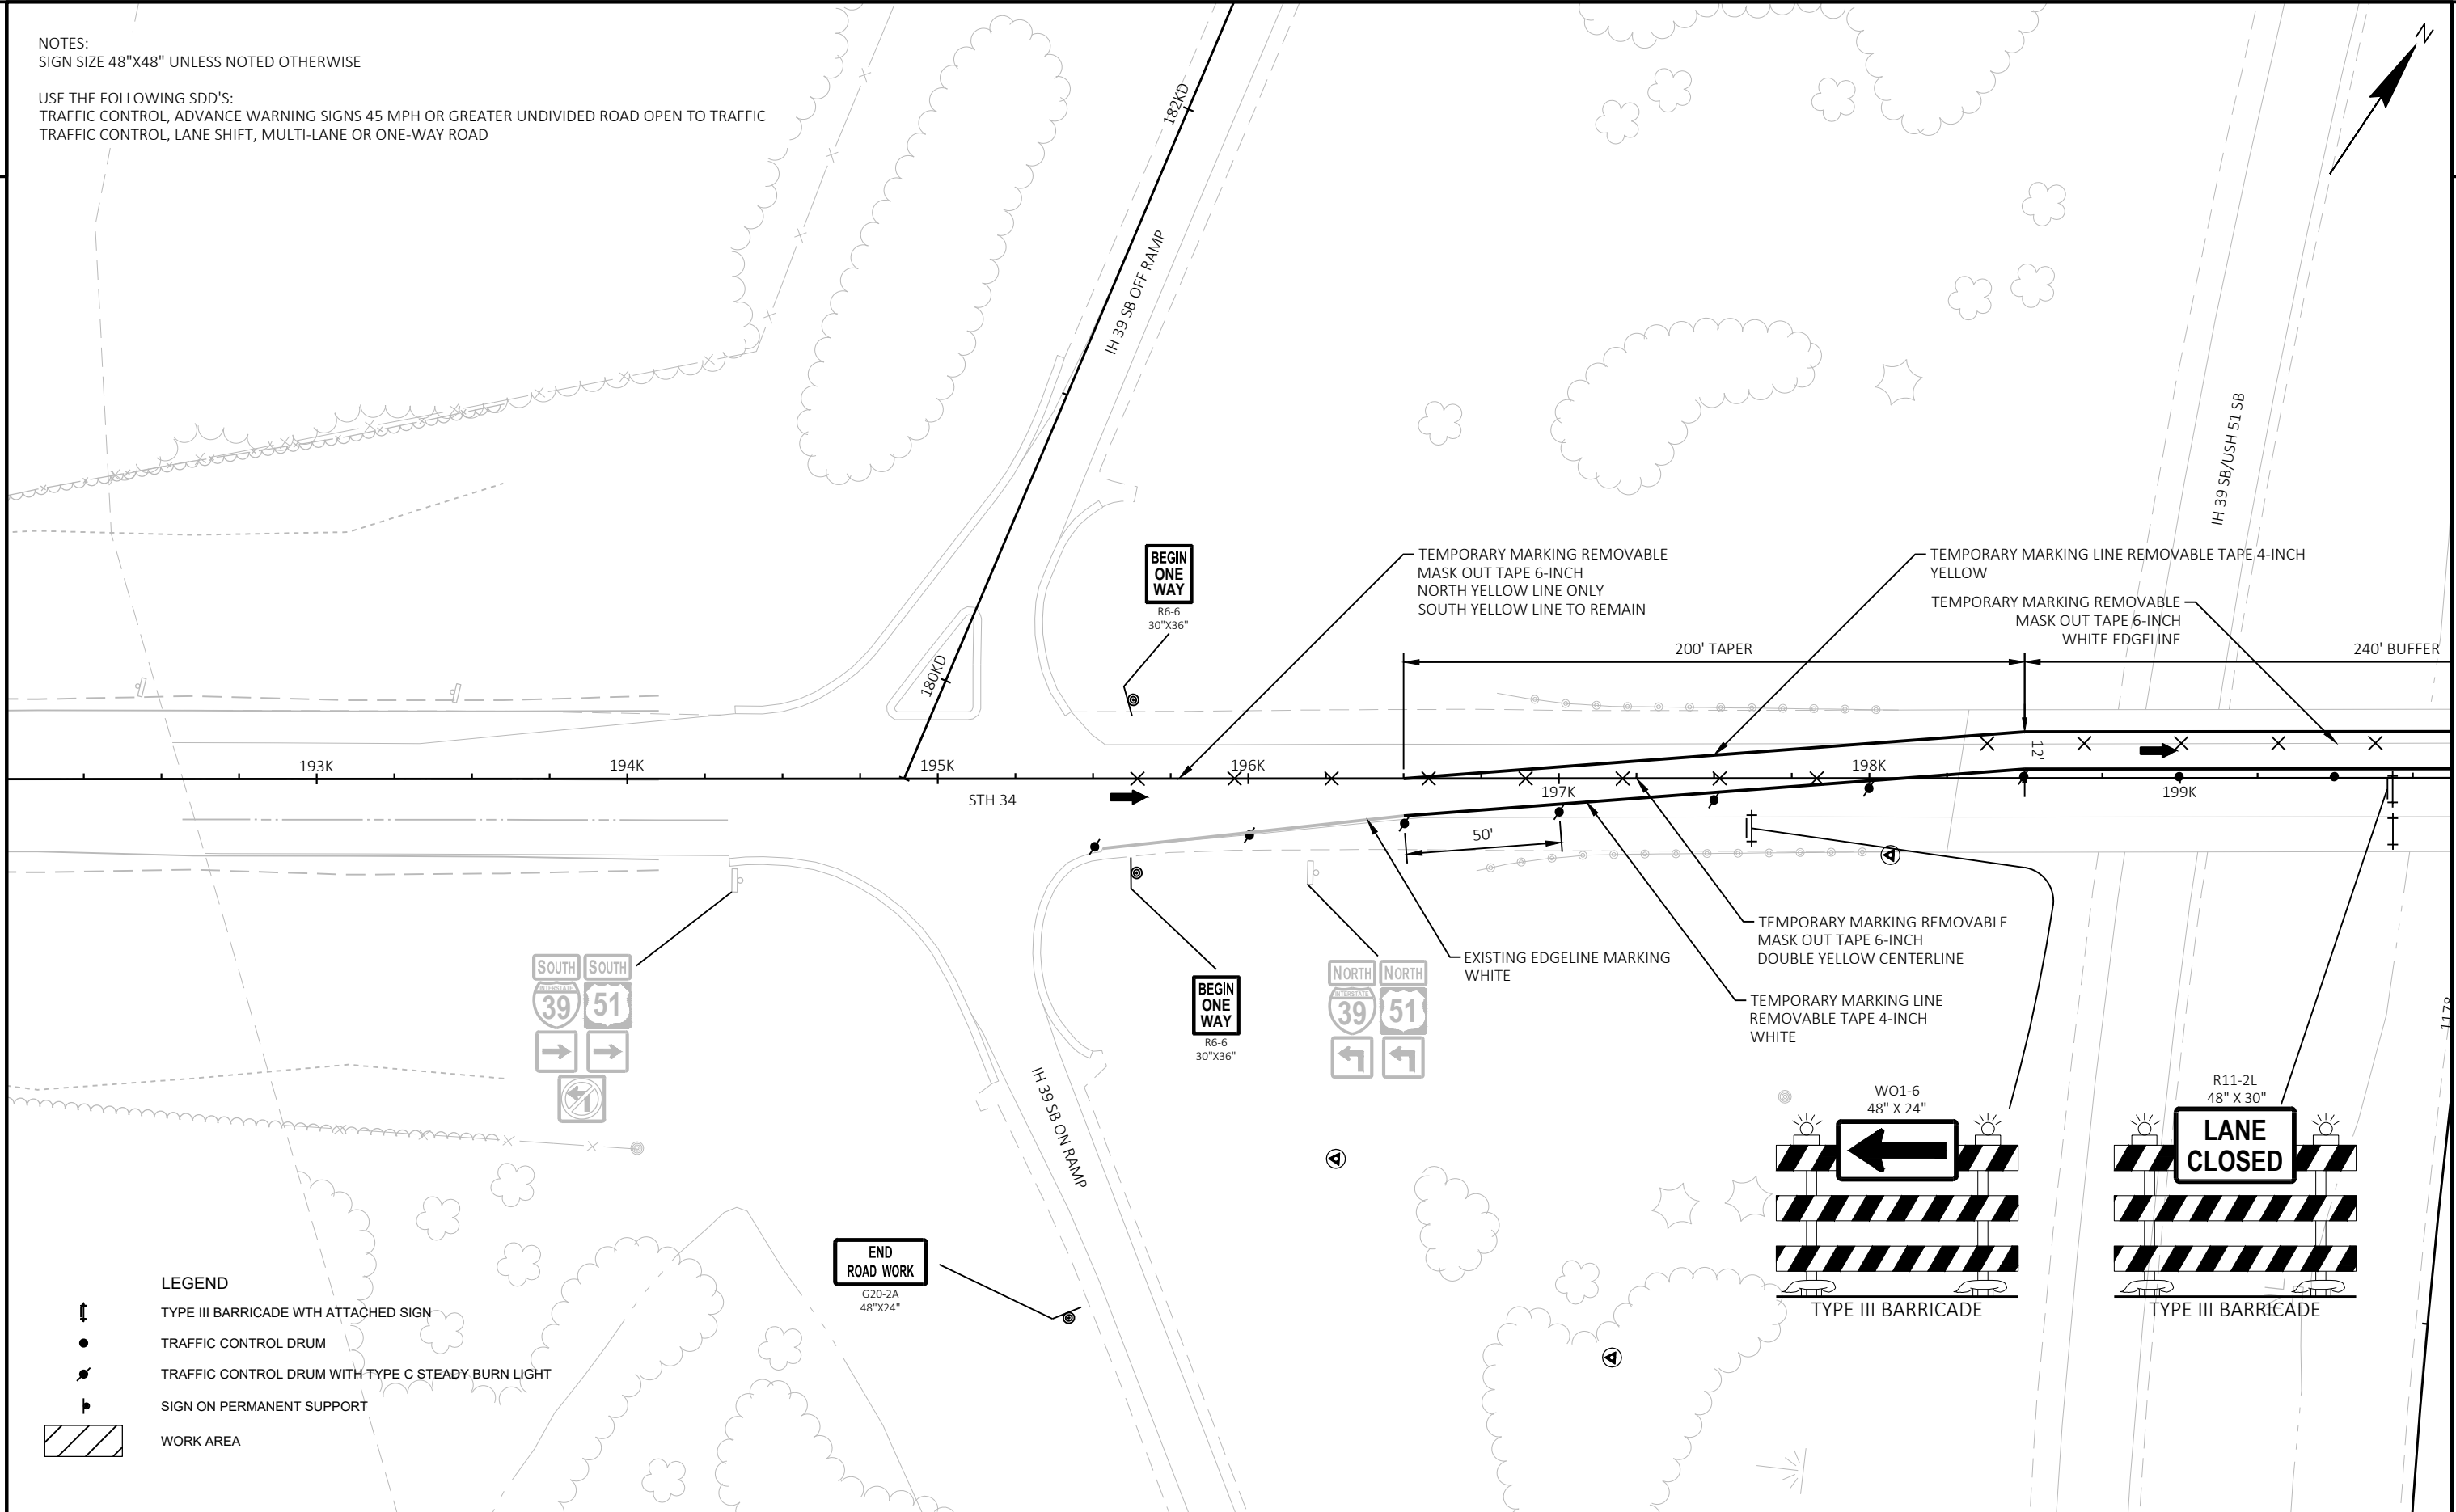 NOTES:
SIGN SIZE 48"X48" UNLESS NOTED OTHERWISE
USE THE FOLLOWING SDD'S:
TRAFFIC CONTROL, ADVANCE WARNING SIGNS 45 MPH OR GREATER UNDIVIDED ROAD OPEN TO TRAFFIC
TRAFFIC CONTROL, LANE SHIFT, MULTI-LANE OR ONE-WAY ROAD
N
182KD
IH 39 SB OFF RAMP
180KD
IH 39 SB/USH 51 SB
BEGIN
ONE
WAY
R6-6
30"X36"
TEMPORARY MARKING REMOVABLE
MASK OUT TAPE 6-INCH
NORTH YELLOW LINE ONLY
SOUTH YELLOW LINE TO REMAIN
TEMPORARY MARKING LINE REMOVABLE TAPE 4-INCH
YELLOW
TEMPORARY MARKING REMOVABLE
MASK OUT TAPE 6-INCH
WHITE EDGELINE
200' TAPER
240' BUFFER
12'
193K
194K
195K
196K
197K
198K
199K
STH 34
50'
EXISTING EDGELINE MARKING
WHITE
TEMPORARY MARKING REMOVABLE
MASK OUT TAPE 6-INCH
DOUBLE YELLOW CENTERLINE
TEMPORARY MARKING LINE
REMOVABLE TAPE 4-INCH
WHITE
SOUTH SOUTH
INTERSTATE
39 51
BEGIN
ONE
WAY
R6-6
30"X36"
NORTH NORTH
INTERSTATE
39 51
1178
IH 39 SB ON RAMP
WO1-6
48" X 24"
TYPE III BARRICADE
R11-2L
48" X 30"
LANE
CLOSED
TYPE III BARRICADE
END
ROAD WORK
G20-2A
48"X24"
LEGEND
TYPE III BARRICADE WTH ATTACHED SIGN
TRAFFIC CONTROL DRUM
TRAFFIC CONTROL DRUM WITH TYPE C STEADY BURN LIGHT
SIGN ON PERMANENT SUPPORT
WORK AREA